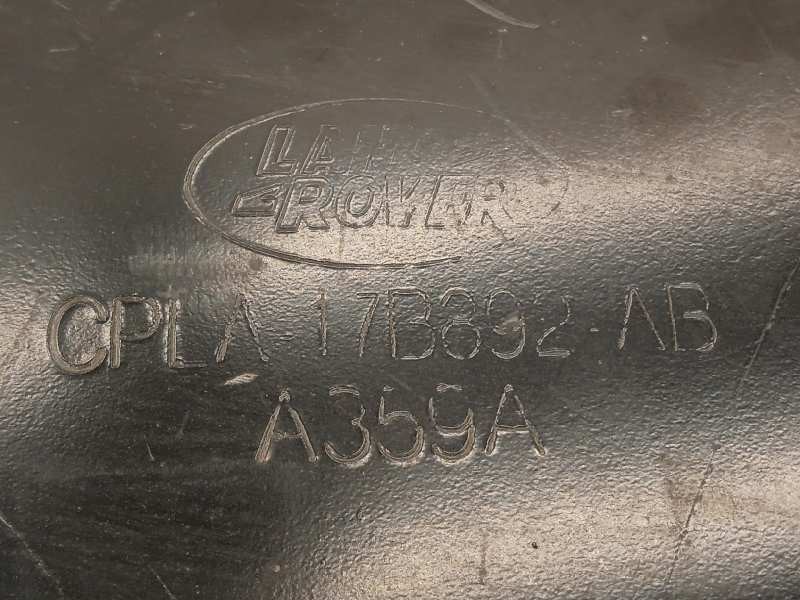 LAND
ROVER
CPLA 17B892-AB
A359A